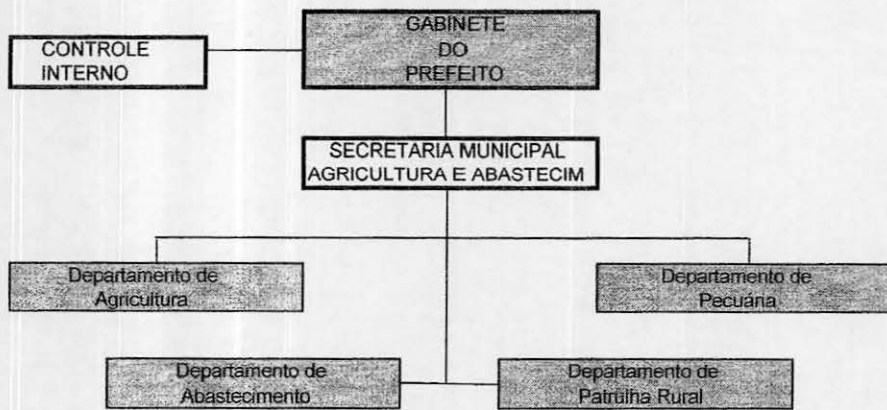 GABINETE
DO
PREFEITO
CONTROLE
INTERNO
SECRETARIA MUNICIPAL
AGRICULTURA E ABASTECIM
Departamento de
Agricultura
Departamento de
Pecuária
Departamento de
Abastecimento
Departamento de
Patrulha Rural